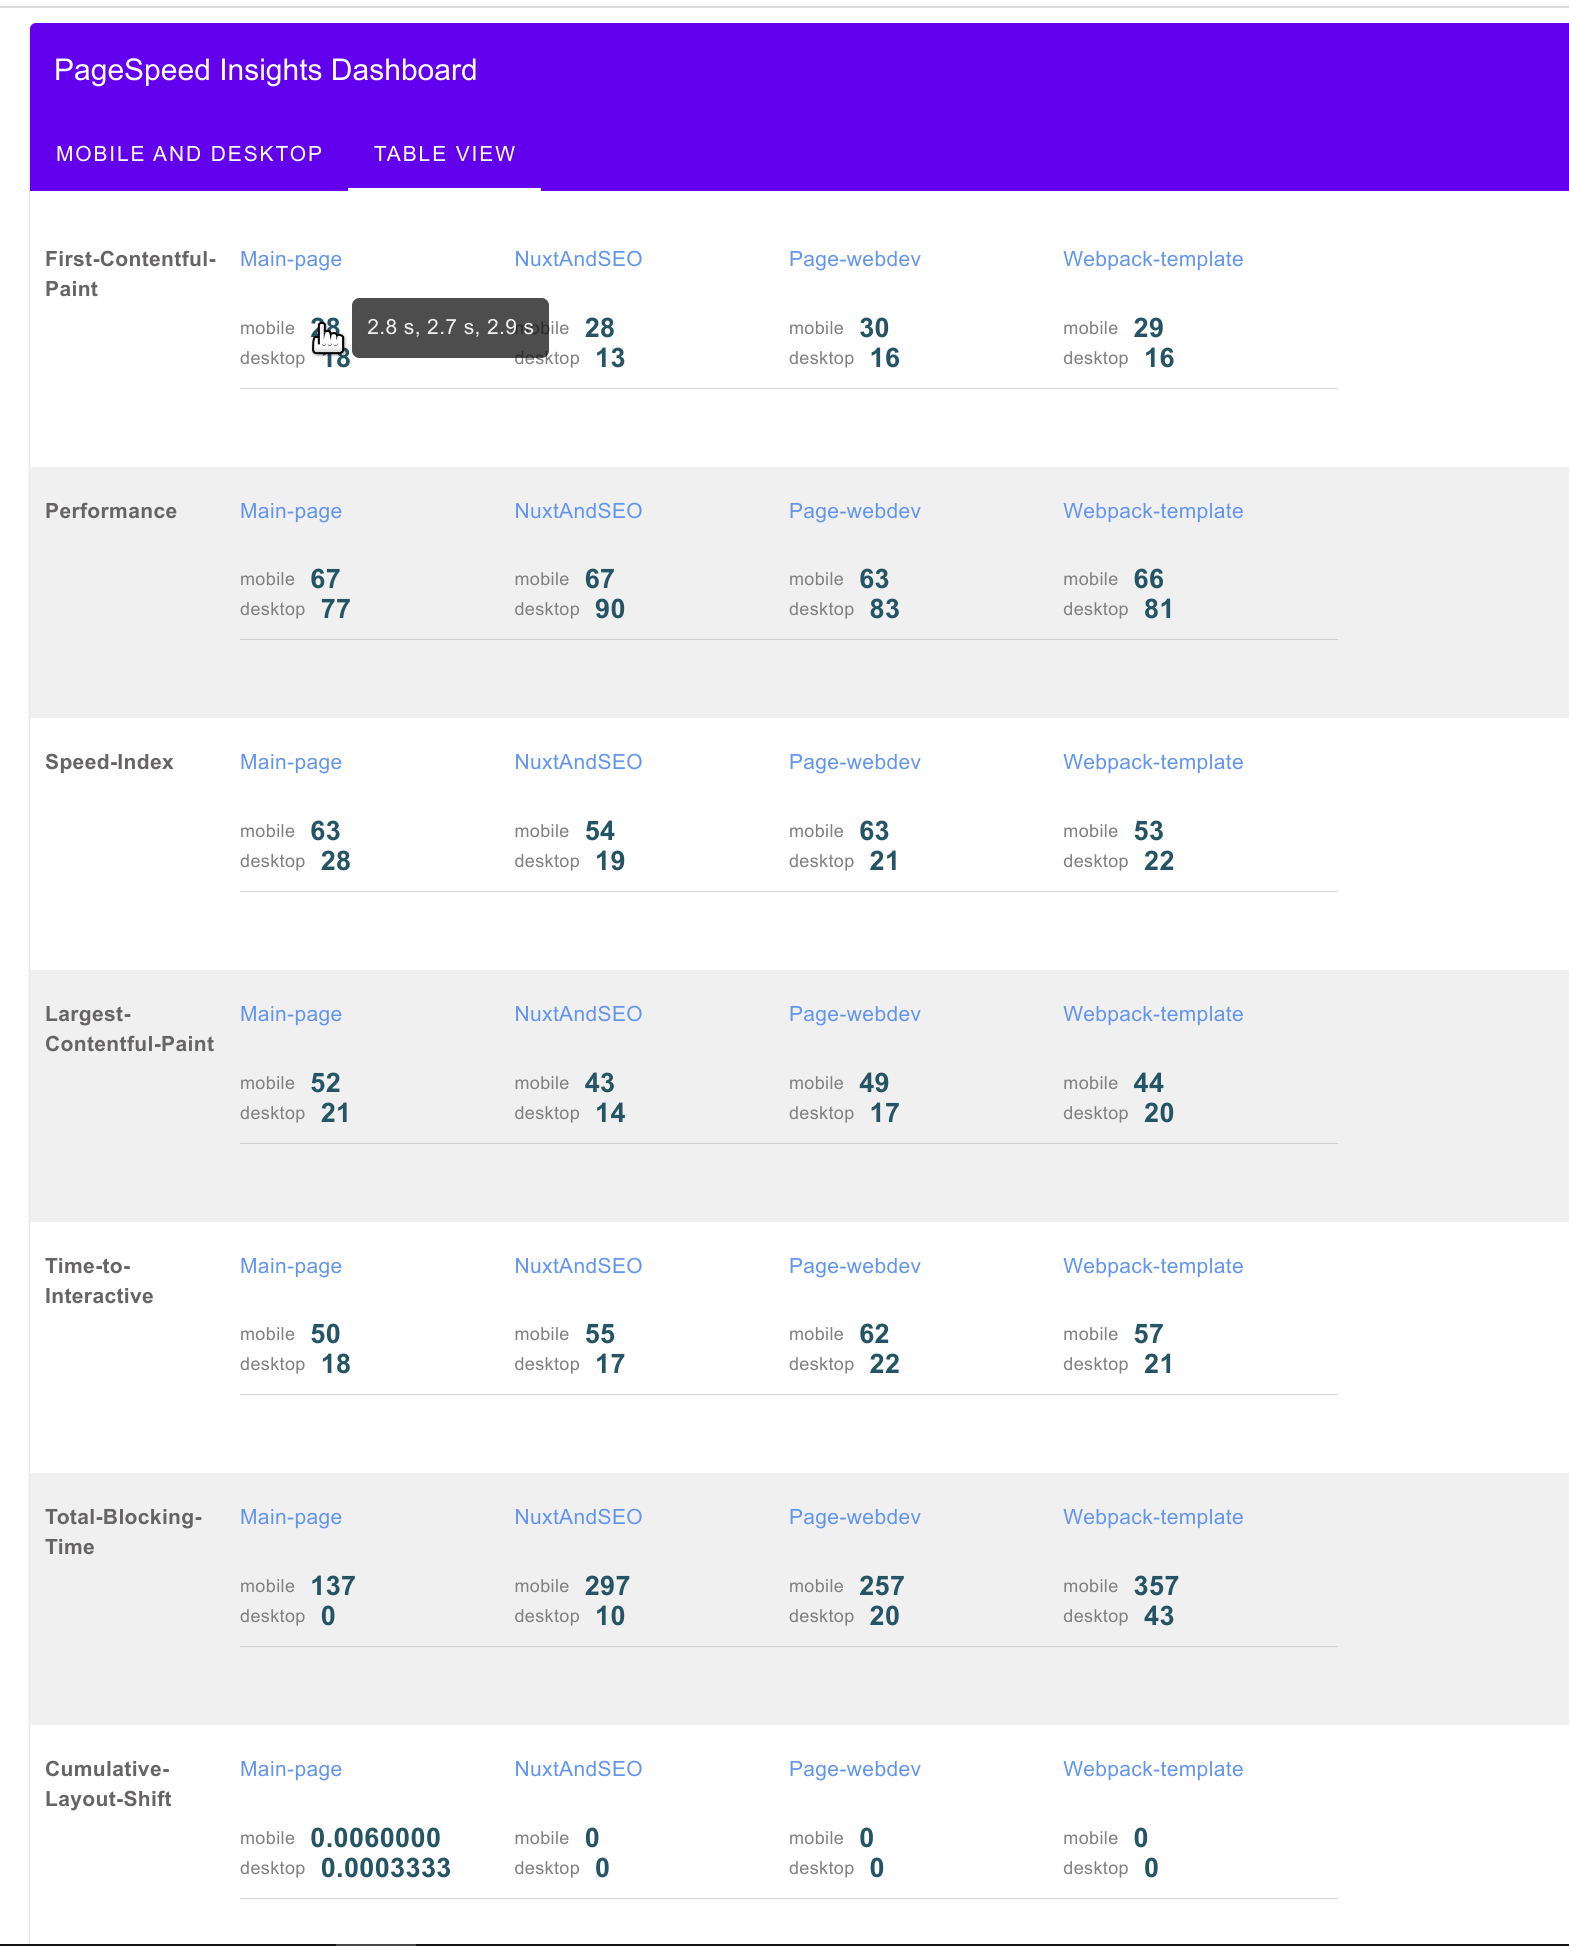 PageSpeed Insights Dashboard
MOBILE AND DESKTOP TABLE VIEW
First-Contentful-Paint
Main-page NuxtAndSEO Page-webdev Webpack-template
mobile 28 2.8 s, 2.7 s, 2.9 s mobile 28 mobile 30 mobile 29
desktop 18 desktop 13 desktop 16 desktop 16
Performance Main-page NuxtAndSEO Page-webdev Webpack-template
mobile 67 mobile 67 mobile 63 mobile 66
desktop 77 desktop 90 desktop 83 desktop 81
Speed-Index Main-page NuxtAndSEO Page-webdev Webpack-template
mobile 63 mobile 54 mobile 63 mobile 53
desktop 28 desktop 19 desktop 21 desktop 22
Largest- Main-page NuxtAndSEO Page-webdev Webpack-template
Contentful-Paint
mobile 52 mobile 43 mobile 49 mobile 44
desktop 21 desktop 14 desktop 17 desktop 20
Time-to- Main-page NuxtAndSEO Page-webdev Webpack-template
Interactive
mobile 50 mobile 55 mobile 62 mobile 57
desktop 18 desktop 17 desktop 22 desktop 21
Total-Blocking- Main-page NuxtAndSEO Page-webdev Webpack-template
Time
mobile 137 mobile 297 mobile 257 mobile 357
desktop 0 desktop 10 desktop 20 desktop 43
Cumulative- Main-page NuxtAndSEO Page-webdev Webpack-template
Layout-Shift
mobile 0.0060000 mobile 0 mobile 0 mobile 0
desktop 0.0003333 desktop 0 desktop 0 desktop 0